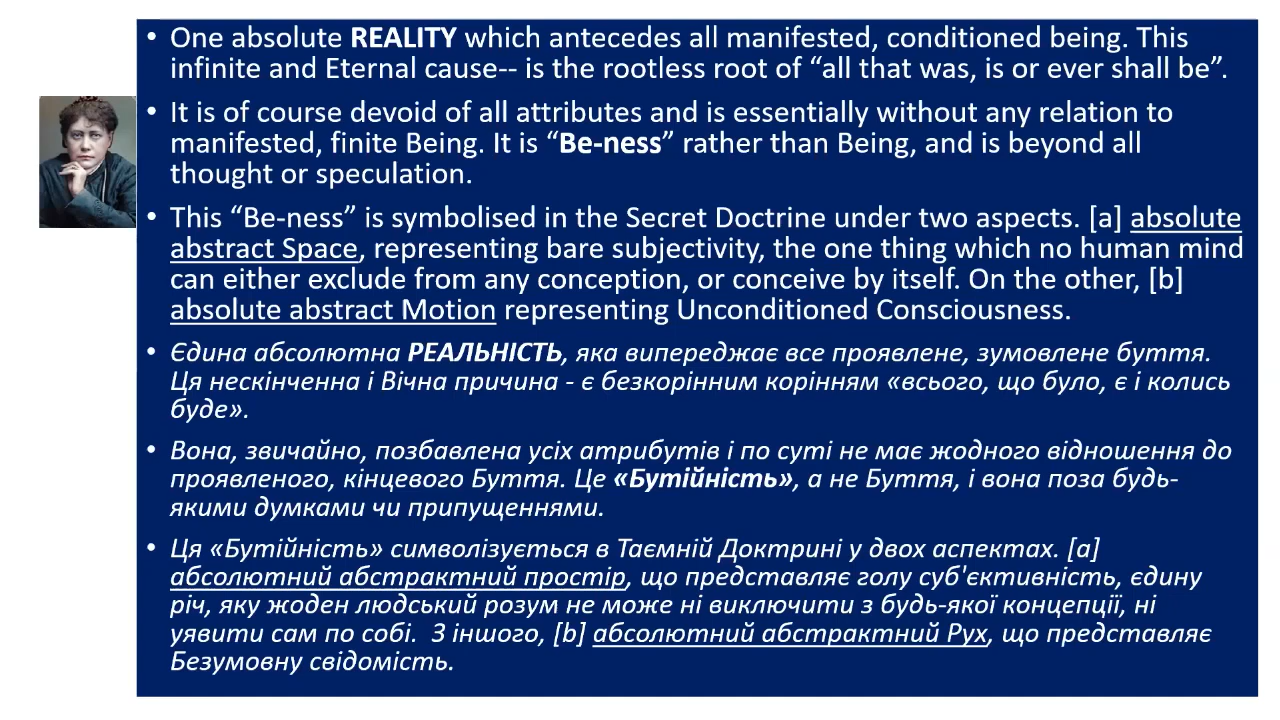 • One absolute REALITY which antecedes all manifested, conditioned being. This
infinite and Eternal cause-- is the rootless root of “all that was, is or ever shall be”.
• It is of course devoid of all attributes and is essentially without any relation to
manifested, finite Being. It is “Be-ness” rather than Being, and is beyond all
thought or speculation.
• This “Be-ness” is symbolised in the Secret Doctrine under two aspects. [a] absolute
abstract Space, representing bare subjectivity, the one thing which no human mind
can either exclude from any conception, or conceive by itself. On the other, [b]
absolute abstract Motion representing Unconditioned Consciousness.
• Єдина абсолютна РЕАЛЬНІСТЬ, яка випереджає все проявлене, зумовлене буття.
Ця нескінченна і Вічна причина - є безкорінним корінням «всього, що було, є і колись
буде».
• Вона, звичайно, позбавлена усіх атрибутів і по суті не має жодного відношення до
проявленого, кінцевого Буття. Це «Бутійність», а не Буття, і вона поза будь-
якими думками чи припущеннями.
• Ця «Бутійність» символізується в Таємній Доктрині у двох аспектах. [a]
абсолютний абстрактний простір, що представляє голу суб'єктивність, єдину
річ, яку жоден людський розум не може ні виключити з будь-якої концепції, ні
уявити сам по собі.  З іншого, [b] абсолютний абстрактний Рух, що представляє
Безумовну свідомість.